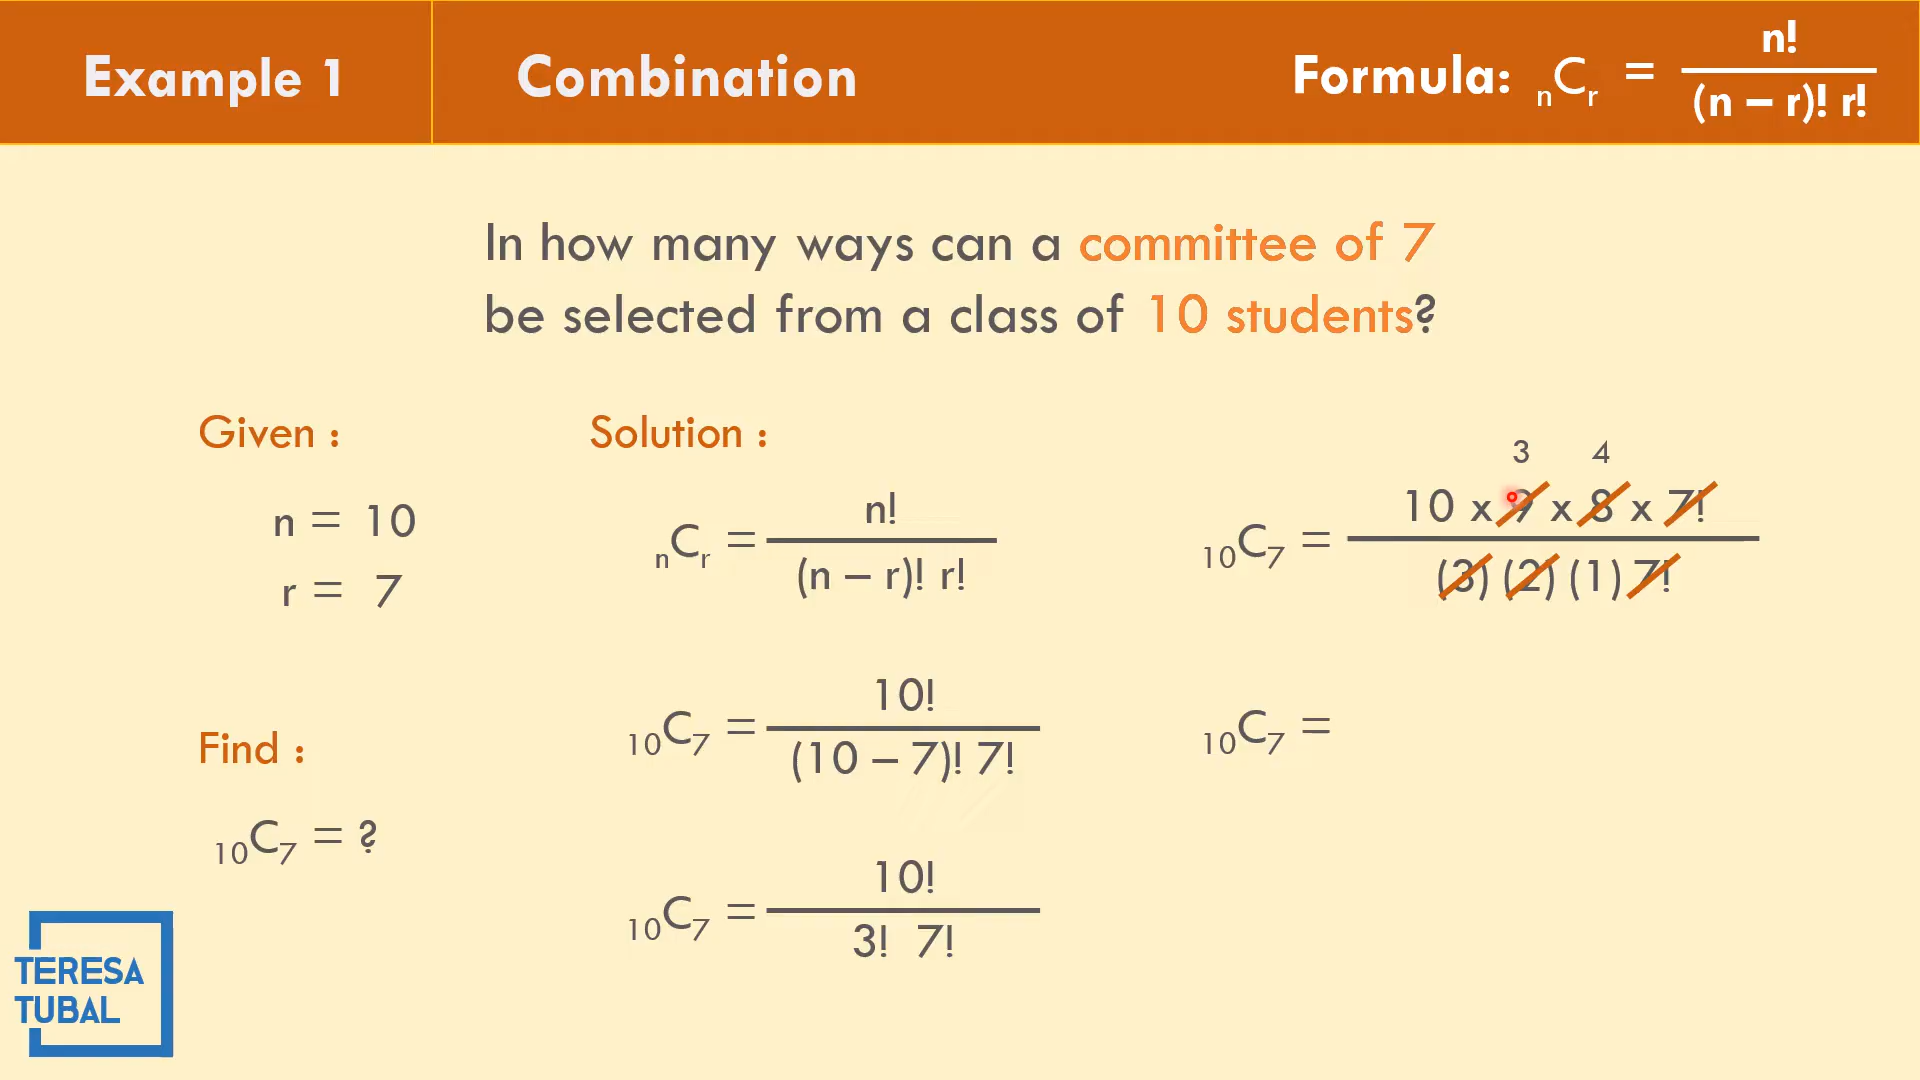 Example 1
Combination
Formula: nCr = n! / (n – r)! r!
In how many ways can a committee of 7
be selected from a class of 10 students?
Given :
n = 10
r = 7
Find :
10C7 = ?
Solution :
nCr = n! / (n – r)! r!
10C7 = 10! / (10 – 7)! 7!
10C7 = 10! / 3! 7!
3 4
10C7 = 10 x 9 x 8 x 7! / (3) (2) (1) 7!
10C7 =
TERESA
TUBAL